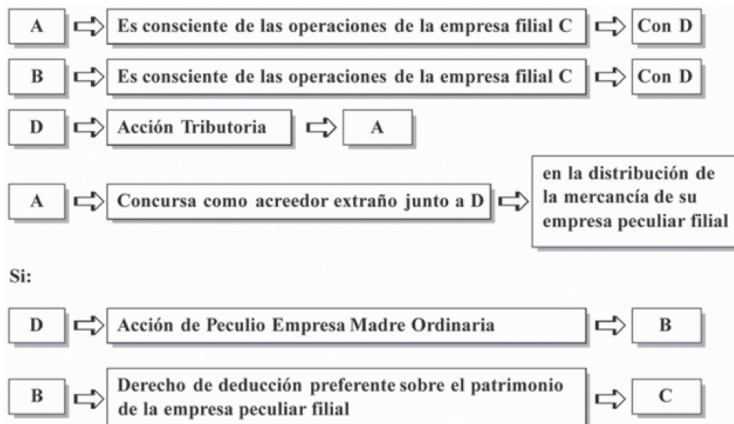 A Es consciente de las operaciones de la empresa filial C Con D
B Es consciente de las operaciones de la empresa filial C Con D
D Acción Tributoria A
A Concursa como acreedor extraño junto a D en la distribución de
la mercancía de su
empresa peculiar filial
Si:
D Acción de Peculio Empresa Madre Ordinaria B
B Derecho de deducción preferente sobre el patrimonio
de la empresa peculiar filial C